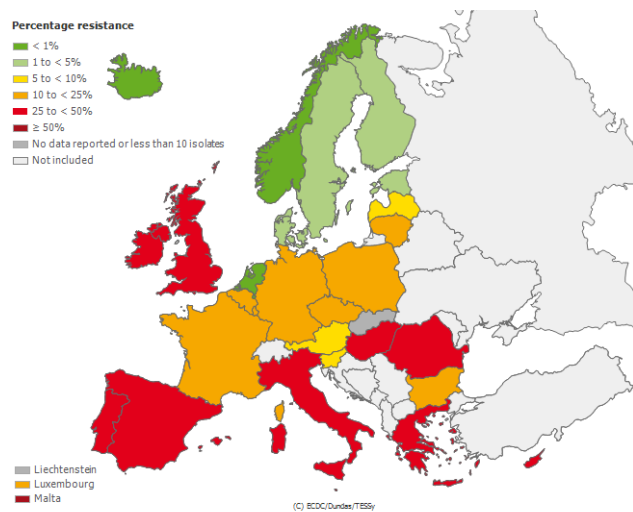 Percentage resistance
< 1%
1 to < 5%
5 to < 10%
10 to < 25%
25 to < 50%
≥ 50%
No data reported or less than 10 isolates
Not included
Liechtenstein
Luxembourg
Malta
(C) ECDC/Dundas/TESSy